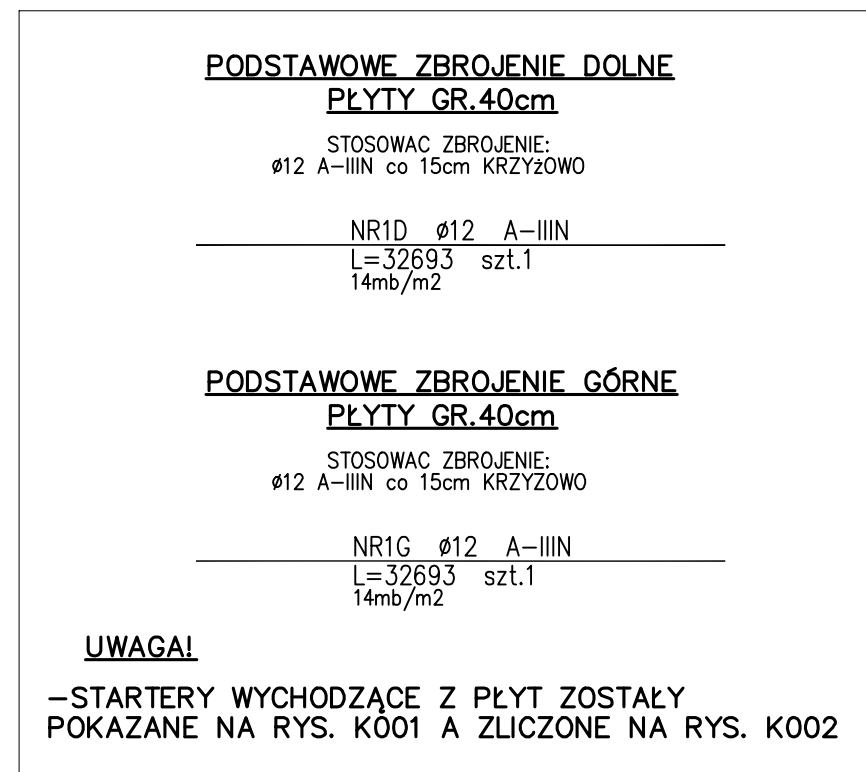 PODSTAWOWE ZBROJENIE DOLNE
PŁYTY GR.40cm
STOSOWAC ZBROJENIE:
ø12 A-IIIN co 15cm KRZYżOWO
NR1D ø12 A-IIIN
L=32693 szt.1
14mb/m2
PODSTAWOWE ZBROJENIE GÓRNE
PŁYTY GR.40cm
STOSOWAC ZBROJENIE:
ø12 A-IIIN co 15cm KRZYZOWO
NR1G ø12 A-IIIN
L=32693 szt.1
14mb/m2
UWAGA!
-STARTERY WYCHODZĄCE Z PŁYT ZOSTAŁY
POKAZANE NA RYS. K001 A ZLICZONE NA RYS. K002